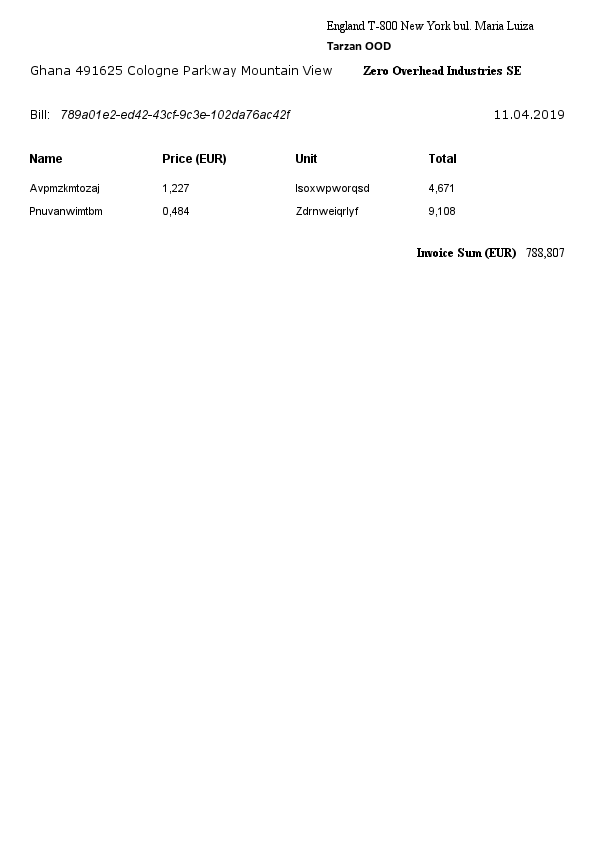 England T-800 New York bul. Maria Luiza
Tarzan OOD
Ghana 491625 Cologne Parkway Mountain View Zero Overhead Industries SE
Bill: 789a01e2-ed42-43cf-9c3e-102da76ac42f 11.04.2019
Name Price (EUR) Unit Total
Avpmzkmtozaj 1,227 Isoxwpworqsd 4,671
Pnuvanwimtbm 0,484 Zdrnweiqrlyf 9,108
Invoice Sum (EUR) 788,807